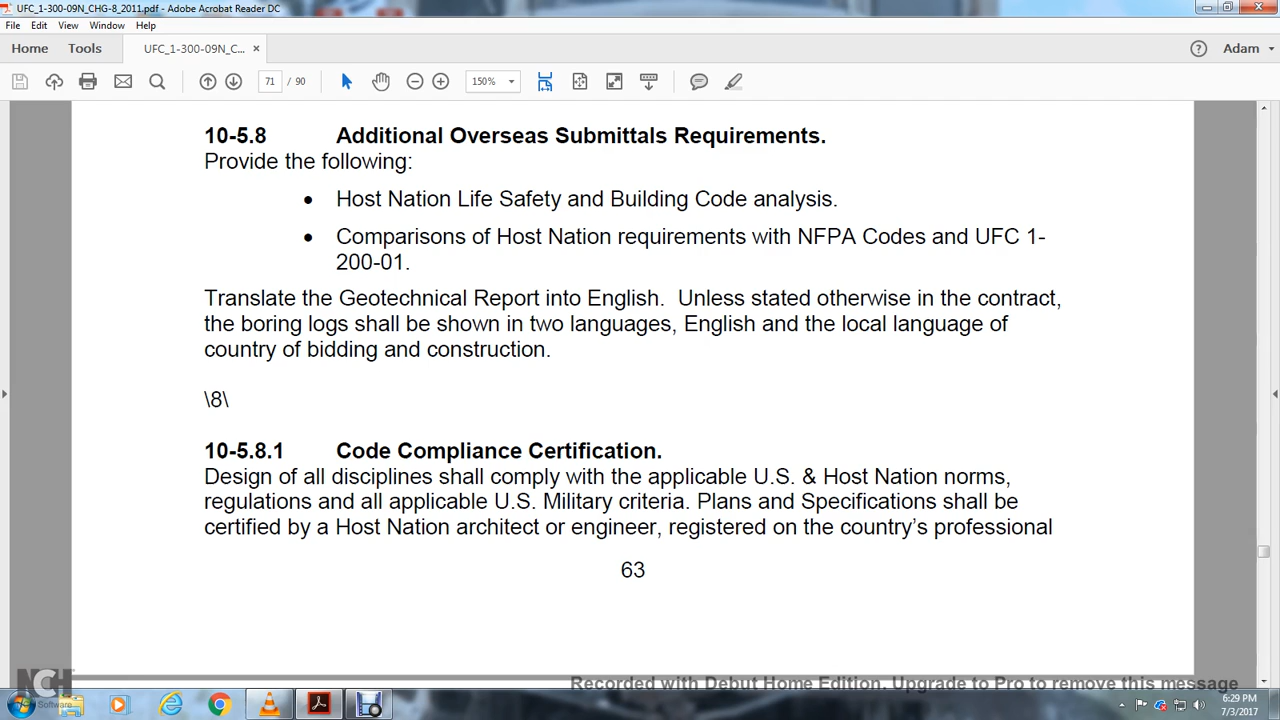 UFC_1-300-09N_CHG-8_2011.pdf - Adobe Acrobat Reader DC
File Edit View Window Help
Home Tools UFC_1-300-09N_C... × Adam
71 / 90 150%
10-5.8 Additional Overseas Submittals Requirements.
Provide the following:
• Host Nation Life Safety and Building Code analysis.
• Comparisons of Host Nation requirements with NFPA Codes and UFC 1-
200-01.
Translate the Geotechnical Report into English. Unless stated otherwise in the contract,
the boring logs shall be shown in two languages, English and the local language of
country of bidding and construction.
\8\
10-5.8.1 Code Compliance Certification.
Design of all disciplines shall comply with the applicable U.S. & Host Nation norms,
regulations and all applicable U.S. Military criteria. Plans and Specifications shall be
certified by a Host Nation architect or engineer, registered on the country's professional
63
NCH
Software
Recorded with Debut Home Edition. Upgrade to Pro to remove this message
6:29 PM
7/3/2017